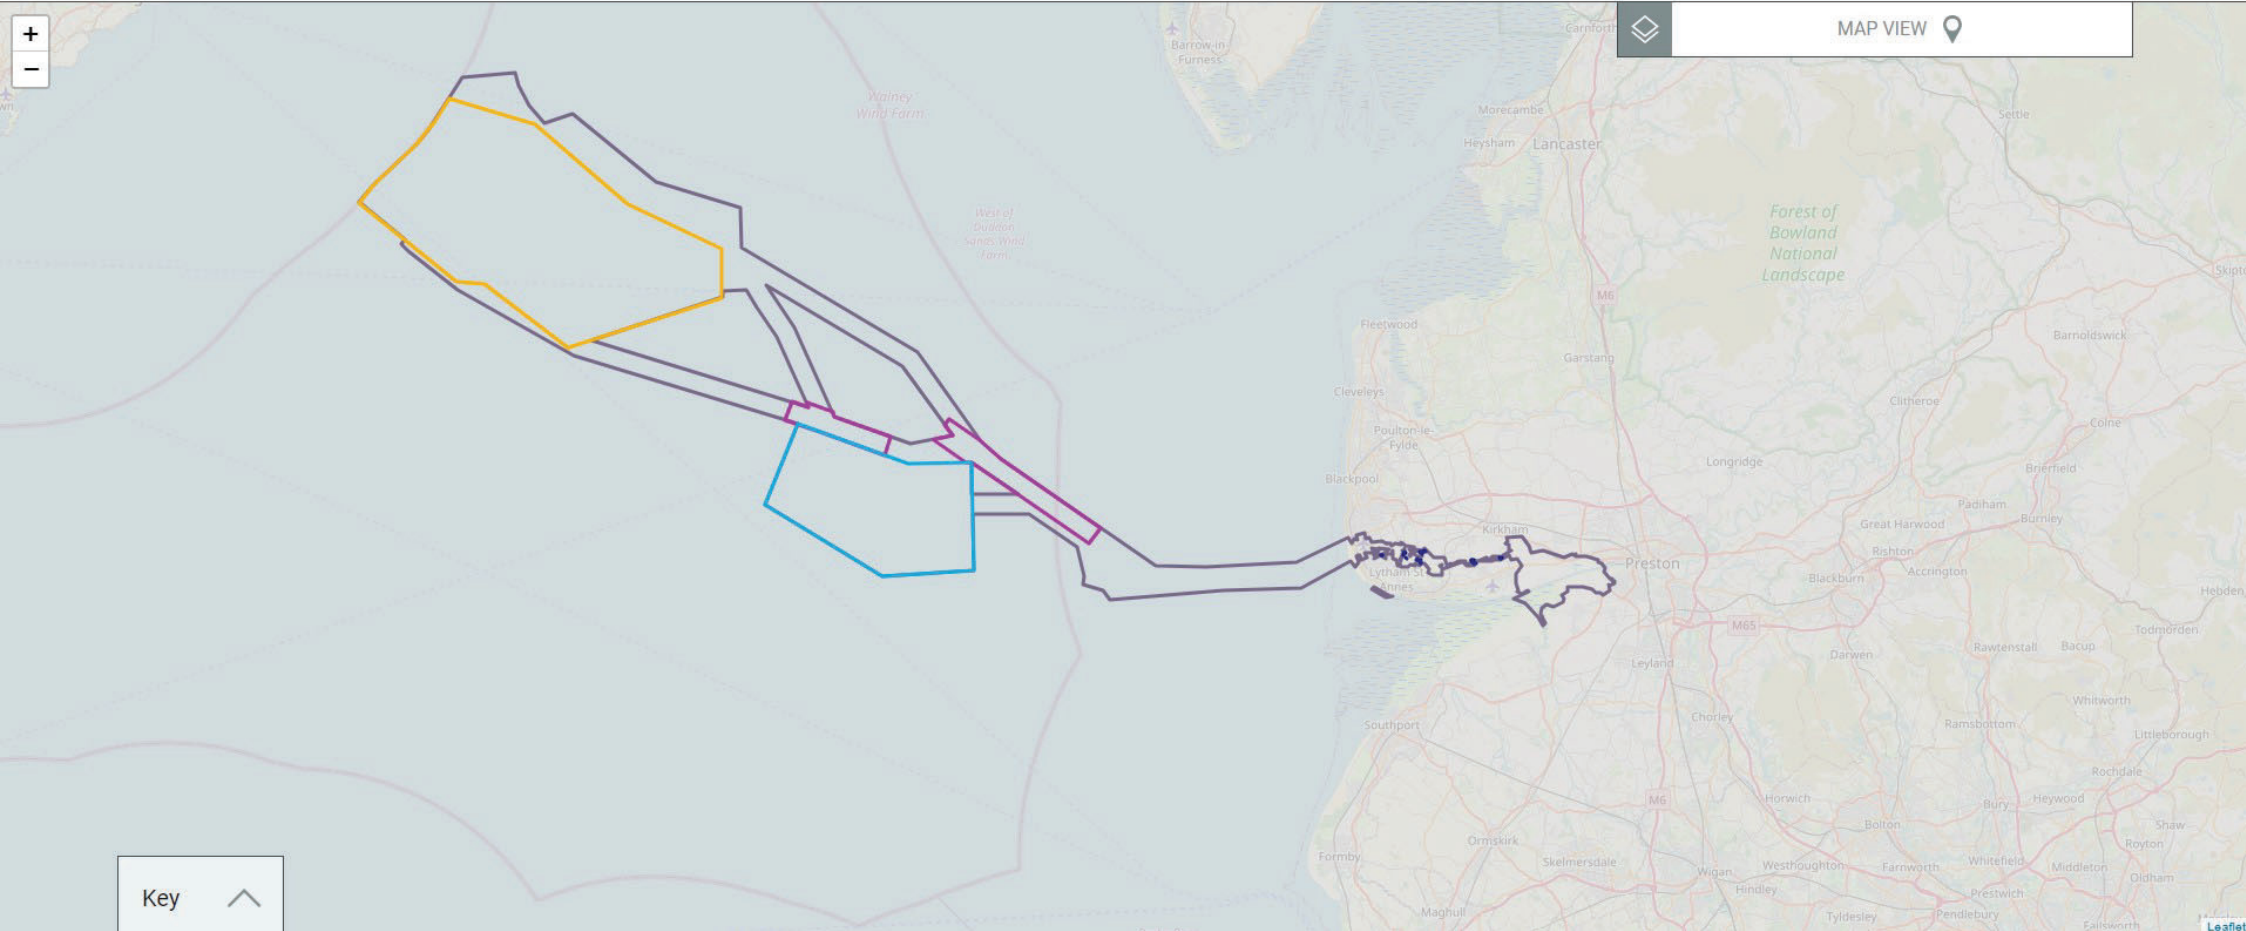 +
−
MAP VIEW
Carnforth
Barrow-in
Furness
Walney
Wind Farm
Morecambe
Settle
Heysham
Lancaster
West of
Duddon
Sands Wind
Farm
Forest of
Bowland
National
Landscape
M6
Fleetwood
Barnoldswick
Garstang
Cleveleys
Clitheroe
Colne
Poulton-le-
Fylde
Longridge
Brierfield
Blackpool
Padiham
Burnley
Great Harwood
Kirkham
Rishton
Preston
Accrington
Lytham St
Annes
Blackburn
Hebden
M65
Todmorden
Rawtenstall
Bacup
Darwen
Leyland
Whitworth
Chorley
Ramsbottom
Southport
Littleborough
Rochdale
M6
Horwich
Bury
Heywood
Bolton
Shaw
Ormskirk
Royton
Formby
Skelmersdale
Westhoughton
Farnworth
Whitefield
Middleton
Wigan
Oldham
Hindley
Prestwich
Key
Maghull
Tyldesley
Pendlebury
Failsworth
Leaflet